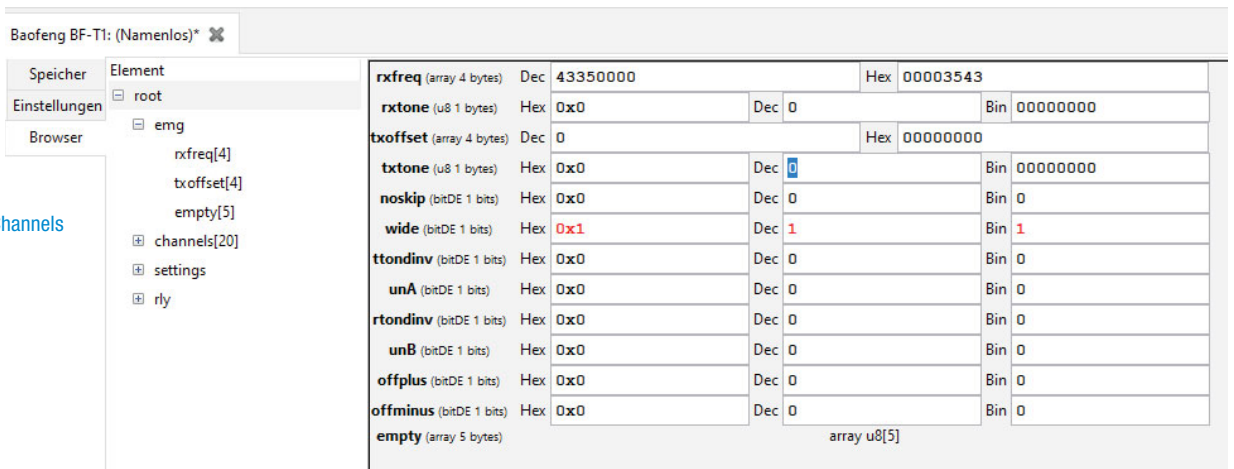 Baofeng BF-T1: (Namenlos)*
Speicher
Einstellungen
Browser
Element
root
emg
rxfreq[4]
txoffset[4]
empty[5]
channels[20]
settings
rly
hannels
rxfreq (array 4 bytes) Dec 43350000 Hex 00003543
rxtone (u8 1 bytes) Hex 0x0 Dec 0 Bin 00000000
txoffset (array 4 bytes) Dec 0 Hex 00000000
txtone (u8 1 bytes) Hex 0x0 Dec 0 Bin 00000000
noskip (bitDE 1 bits) Hex 0x0 Dec 0 Bin 0
wide (bitDE 1 bits) Hex 0x1 Dec 1 Bin 1
ttondinv (bitDE 1 bits) Hex 0x0 Dec 0 Bin 0
unA (bitDE 1 bits) Hex 0x0 Dec 0 Bin 0
rtondinv (bitDE 1 bits) Hex 0x0 Dec 0 Bin 0
unB (bitDE 1 bits) Hex 0x0 Dec 0 Bin 0
offplus (bitDE 1 bits) Hex 0x0 Dec 0 Bin 0
offminus (bitDE 1 bits) Hex 0x0 Dec 0 Bin 0
empty (array 5 bytes) array u8[5]